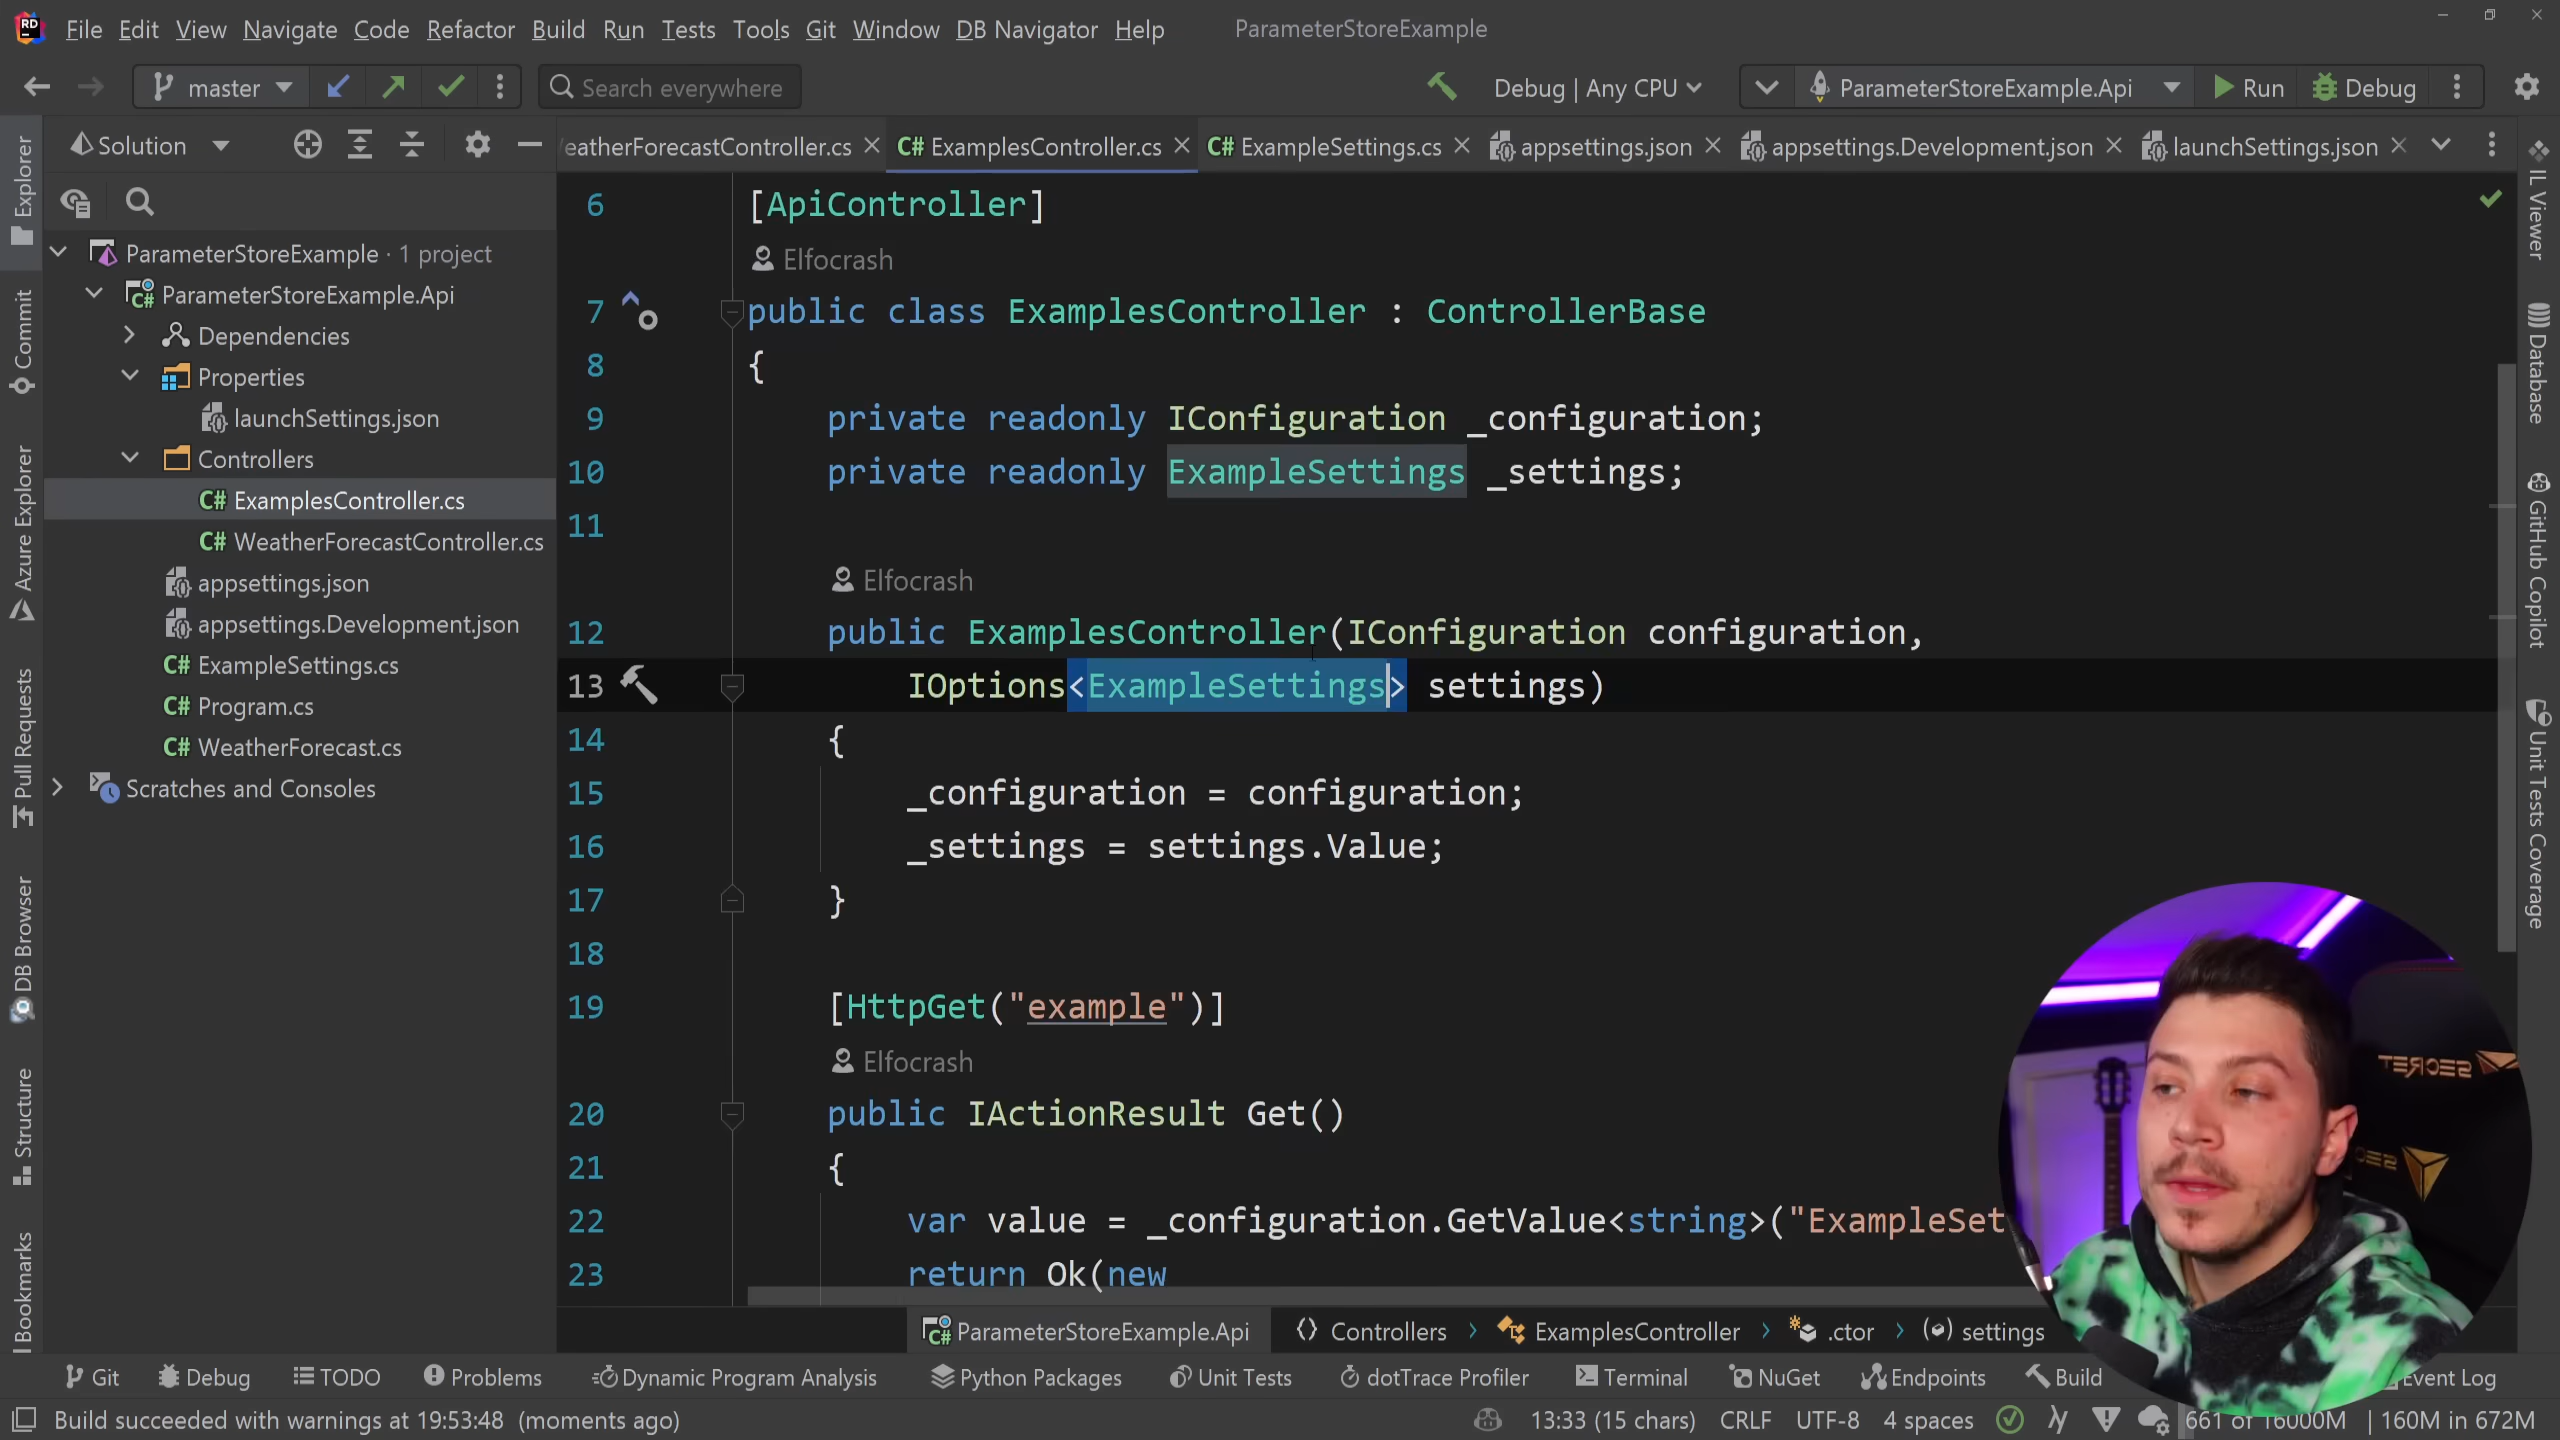 RD File Edit View Navigate Code Refactor Build Run Tests Tools Git Window DB Navigator Help ParameterStoreExample
master Search everywhere Debug | Any CPU ParameterStoreExample.Api Run Debug
Solution
eatherForecastController.cs C# ExamplesController.cs C# ExampleSettings.cs appsettings.json appsettings.Development.json launchSettings.json
Explorer
Commit
Azure Explorer
Pull Requests
DB Browser
Structure
Bookmarks
ParameterStoreExample · 1 project
ParameterStoreExample.Api
Dependencies
Properties
launchSettings.json
Controllers
C# ExamplesController.cs
C# WeatherForecastController.cs
appsettings.json
appsettings.Development.json
C# ExampleSettings.cs
C# Program.cs
C# WeatherForecast.cs
Scratches and Consoles
6 [ApiController]
Elfocrash
7 public class ExamplesController : ControllerBase
8 {
9 private readonly IConfiguration _configuration;
10 private readonly ExampleSettings _settings;
11
Elfocrash
12 public ExamplesController(IConfiguration configuration,
13 IOptions<ExampleSettings> settings)
14 {
15 _configuration = configuration;
16 _settings = settings.Value;
17 }
18
19 [HttpGet("example")]
Elfocrash
20 public IActionResult Get()
21 {
22 var value = _configuration.GetValue<string>("ExampleSet
23 return Ok(new
IL Viewer
Database
GitHub Copilot
Unit Tests Coverage
SECRET
ParameterStoreExample.Api Controllers ExamplesController .ctor settings
Git Debug TODO Problems Dynamic Program Analysis Python Packages Unit Tests dotTrace Profiler Terminal NuGet Endpoints Build Event Log
Build succeeded with warnings at 19:53:48 (moments ago) 13:33 (15 chars) CRLF UTF-8 4 spaces 661 of 16000M 160M in 672M